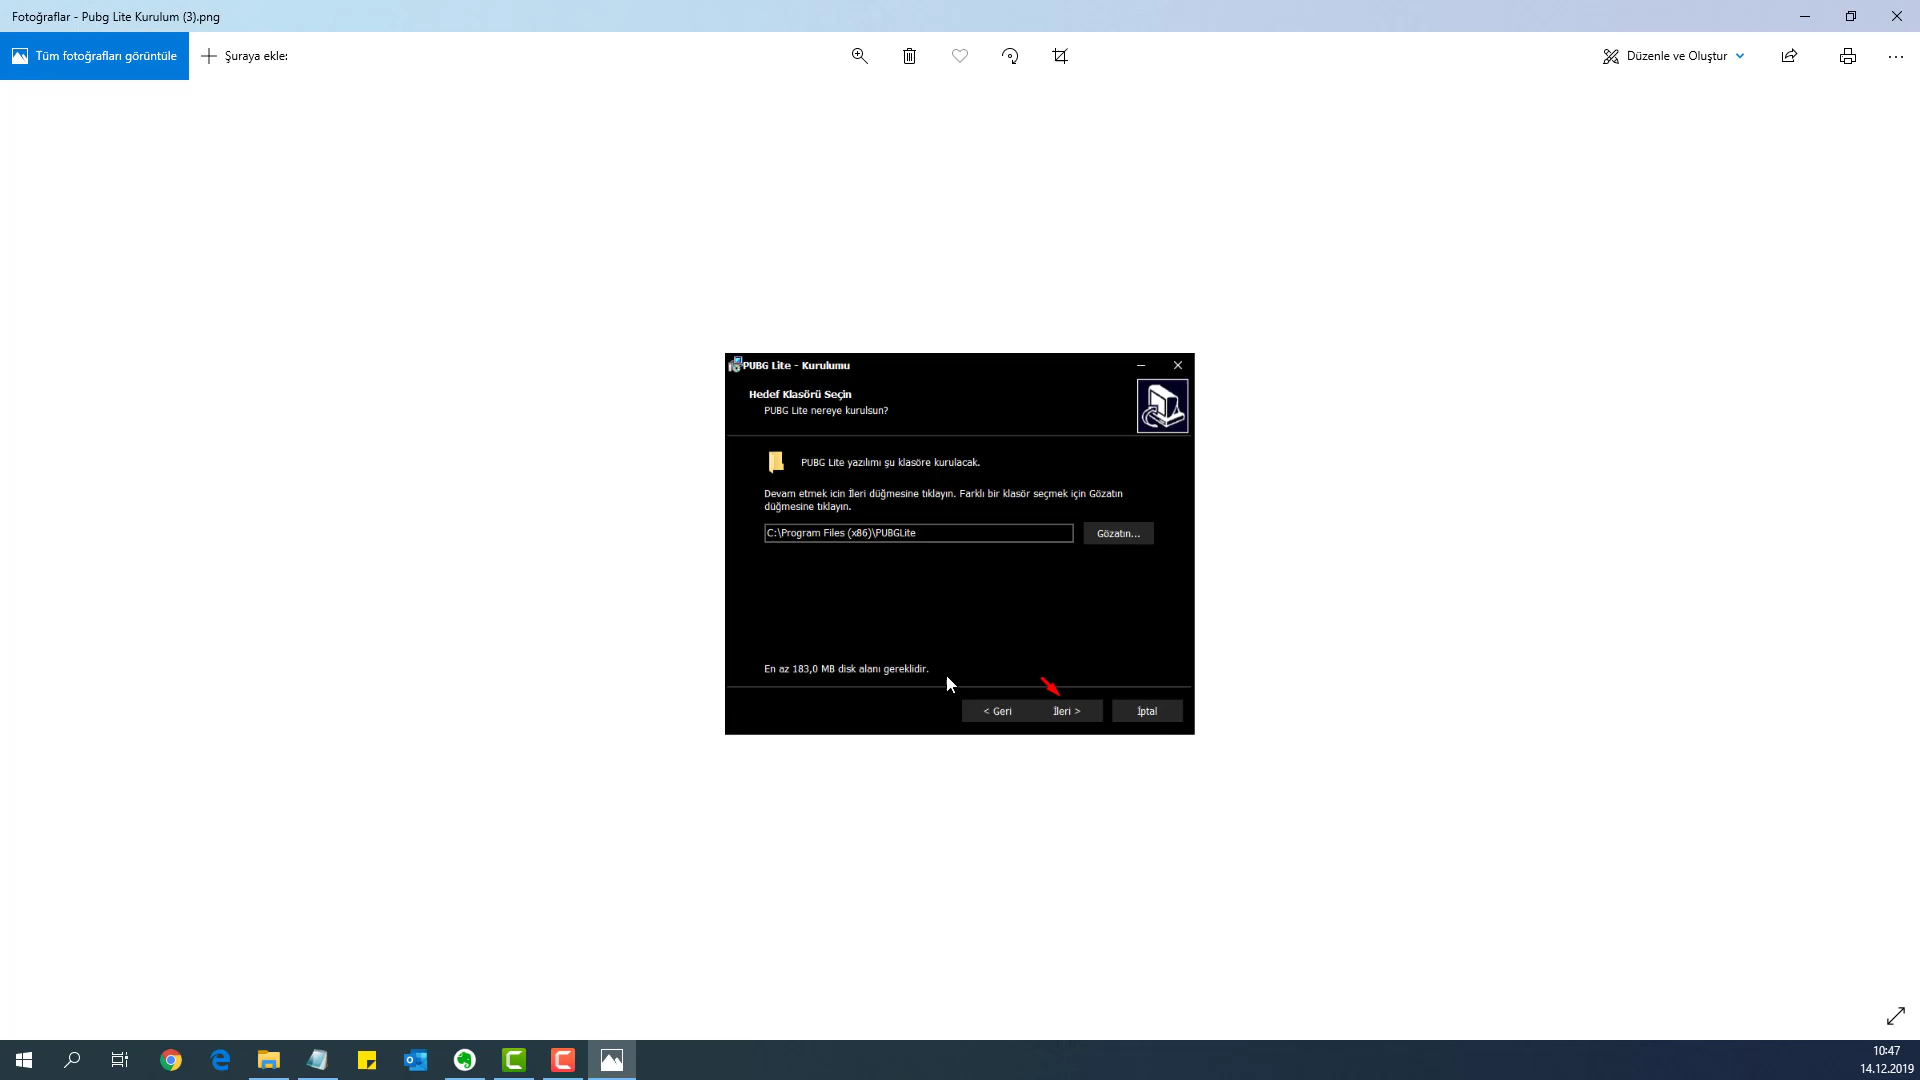 Fotoğraflar - Pubg Lite Kurulum (3).png
Tüm fotoğrafları görüntüle
Şuraya ekle:
Düzenle ve Oluştur
PUBG Lite - Kurulumu
Hedef Klasörü Seçin
PUBG Lite nereye kurulsun?
PUBG Lite yazılımı şu klasöre kurulacak.
Devam etmek icin İleri düğmesine tıklayın. Farklı bir klasör seçmek için Gözatın
düğmesine tıklayın.
C:\Program Files (x86)\PUBGLite
Gözatın...
En az 183,0 MB disk alanı gereklidir.
< Geri
İleri >
İptal
10:47
14.12.2019